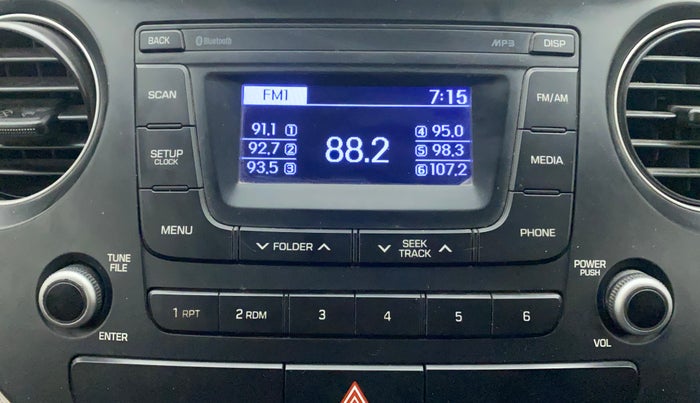 BACK Bluetooth MP3 DISP
SCAN FM1 7:15 FM/AM
91.1 1 4 95.0
92.7 2 88.2 5 98.3
93.5 3 6 107.2
SETUP
CLOCK
MEDIA
MENU FOLDER SEEK
TRACK
PHONE
TUNE
FILE
POWER
PUSH
1 RPT 2 RDM 3 4 5 6
ENTER VOL